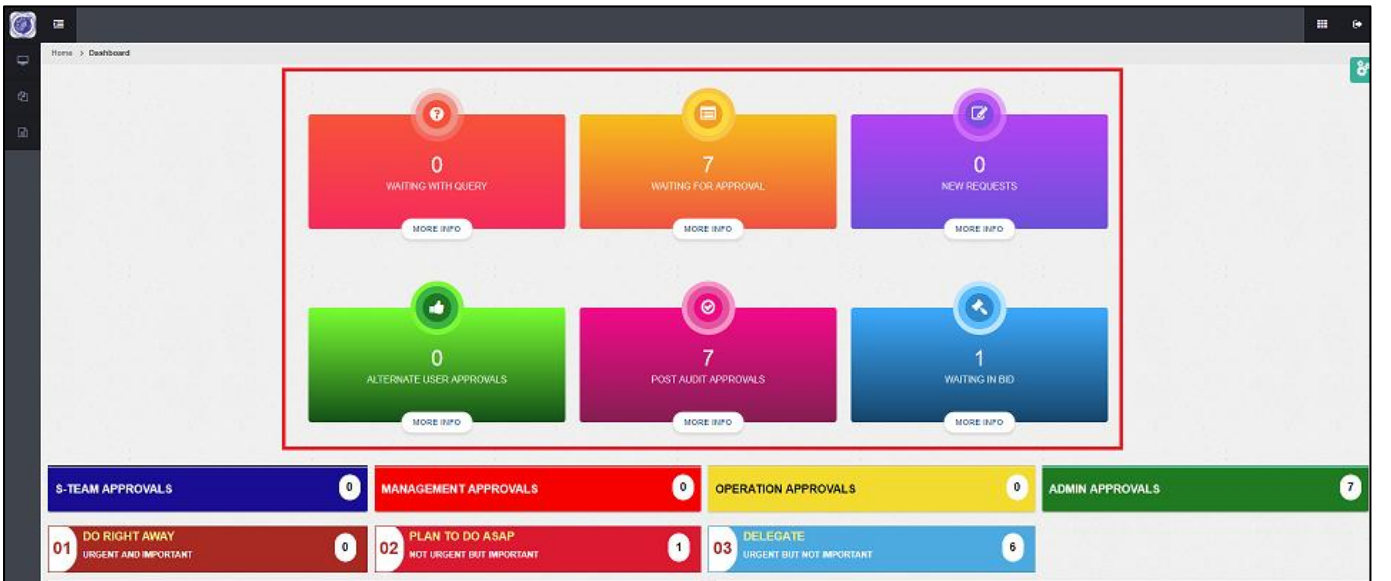 Home > Dashboard
0
WAITING WITH QUERY
MORE INFO
7
WAITING FOR APPROVAL
MORE INFO
0
NEW REQUESTS
MORE INFO
0
ALTERNATE USER APPROVALS
MORE INFO
7
POST AUDIT APPROVALS
MORE INFO
1
WAITING IN BID
MORE INFO
S-TEAM APPROVALS 0
MANAGEMENT APPROVALS 0
OPERATION APPROVALS 0
ADMIN APPROVALS 7
01 DO RIGHT AWAY
URGENT AND IMPORTANT 0
02 PLAN TO DO ASAP
NOT URGENT BUT IMPORTANT 1
03 DELEGATE
URGENT BUT NOT IMPORTANT 6